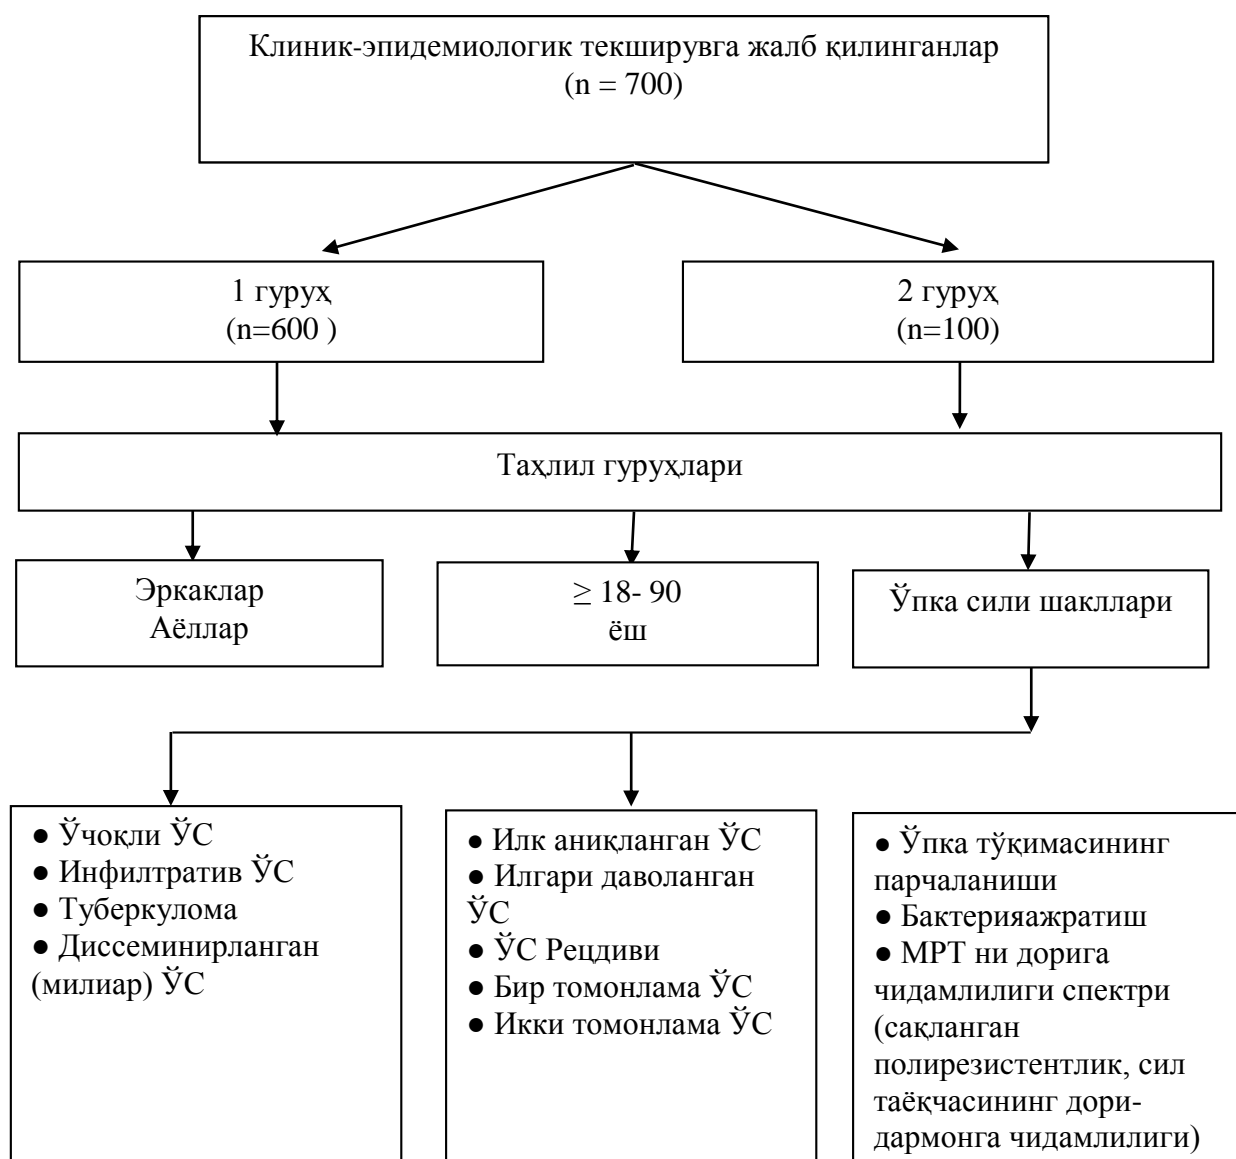 Клиник-эпидемиологик текширувга жалб қилинганлар
(n = 700)
1 гуруҳ
(n=600 )
2 гуруҳ
(n=100)
Таҳлил гуруҳлари
Эркаклар
Аёллар
≥ 18- 90
ёш
Ўпка сили шакллари
● Ўчоқли ЎС
● Инфилтратив ЎС
● Туберкулома
● Диссеминирланган
(милиар) ЎС
● Илк аниқланган ЎС
● Илгари даволанган
ЎС
● ЎС Рецдиви
● Бир томонлама ЎС
● Икки томонлама ЎС
● Ўпка тўқимасининг
парчаланиши
● Бактерияажратиш
● МРТ ни дорига
чидамлилиги спектри
(сақланган
полирезистентлик, сил
таёқчасининг дори-
дармонга чидамлилиги)